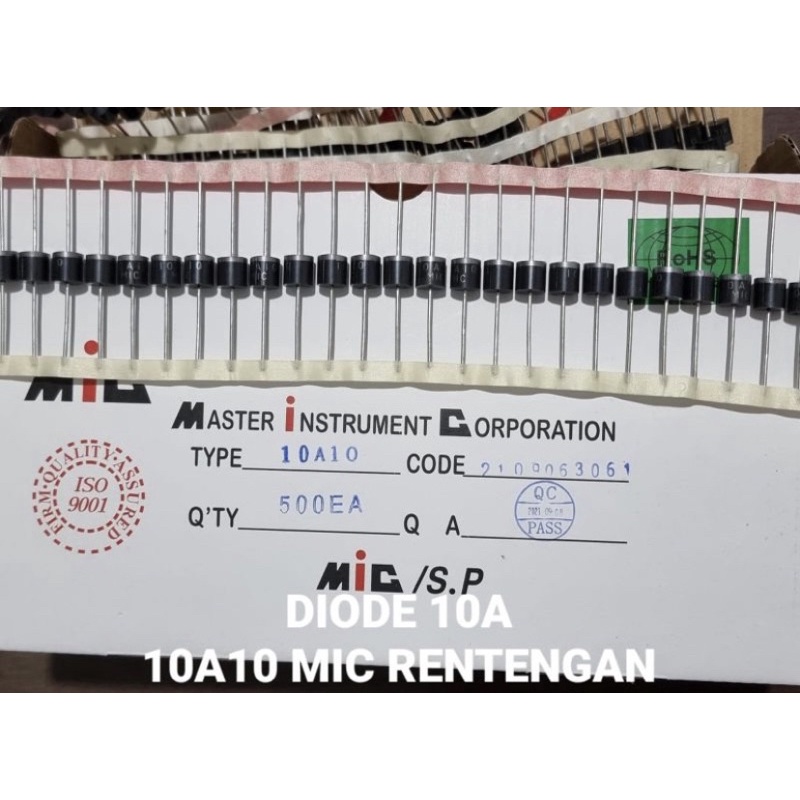 RoHS
MiC
MASTER iNSTRUMENT CORPORATION
TYPE 10A10 CODE 2109063061
FIRM·QUALITY·ASSURED
ISO
9001
Q'TY 500EA Q A
QC
PASS
MiC /S.P
DIODE 10A
10A10 MIC RENTENGAN